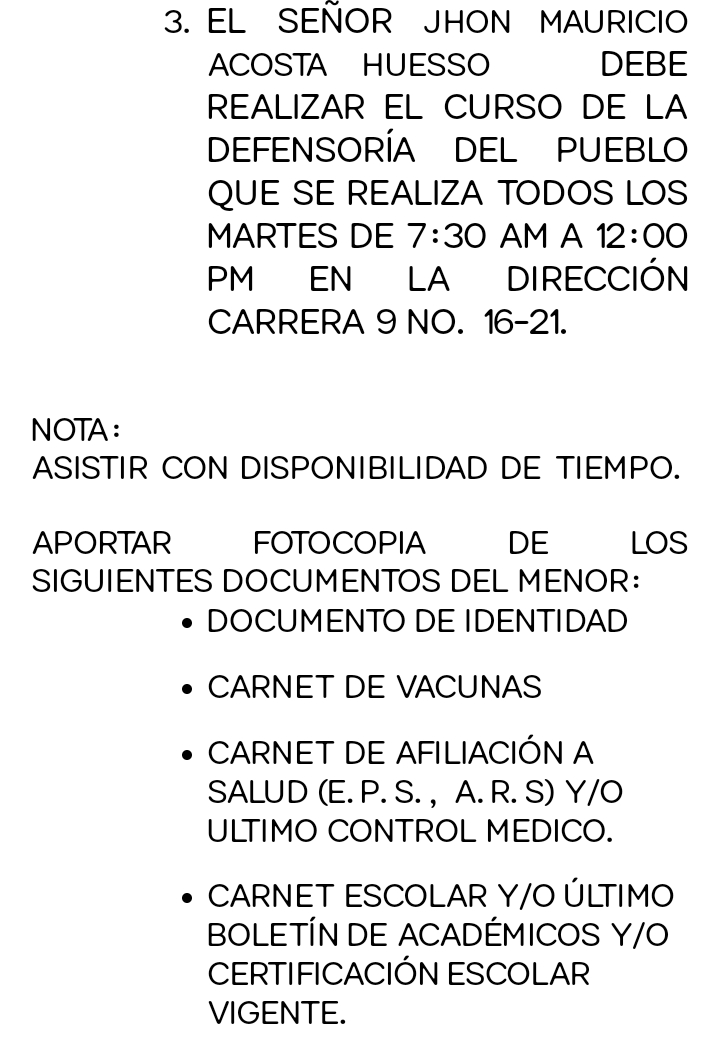 3. EL SEÑOR JHON MAURICIO
ACOSTA HUESSO DEBE
REALIZAR EL CURSO DE LA
DEFENSORÍA DEL PUEBLO
QUE SE REALIZA TODOS LOS
MARTES DE 7:30 AM A 12:00
PM EN LA DIRECCIÓN
CARRERA 9 NO. 16-21.
NOTA:
ASISTIR CON DISPONIBILIDAD DE TIEMPO.
APORTAR FOTOCOPIA DE LOS
SIGUIENTES DOCUMENTOS DEL MENOR:
• DOCUMENTO DE IDENTIDAD
• CARNET DE VACUNAS
• CARNET DE AFILIACIÓN A
SALUD (E.P.S., A.R.S) Y/O
ULTIMO CONTROL MEDICO.
• CARNET ESCOLAR Y/O ÚLTIMO
BOLETÍN DE ACADÉMICOS Y/O
CERTIFICACIÓN ESCOLAR
VIGENTE.